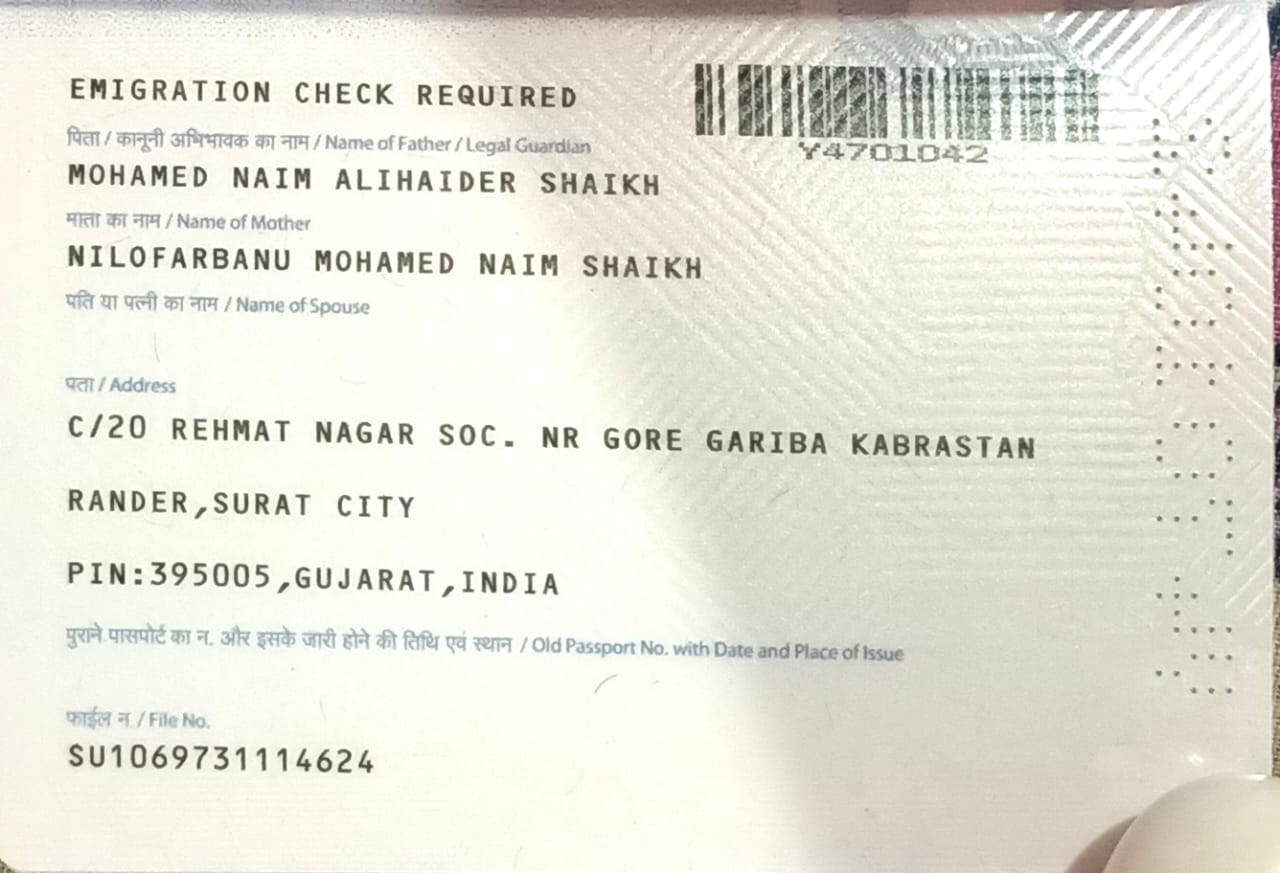 EMIGRATION CHECK REQUIRED
Y4701042
पिता / कानूनी अभिभावक का नाम / Name of Father / Legal Guardian
MOHAMED NAIM ALIHAIDER SHAIKH
माता का नाम / Name of Mother
NILOFARBANU MOHAMED NAIM SHAIKH
पति या पत्नी का नाम / Name of Spouse
पता / Address
C/20 REHMAT NAGAR SOC. NR GORE GARIBA KABRASTAN
RANDER,SURAT CITY
PIN:395005,GUJARAT,INDIA
पुराने पासपोर्ट का न. और इसके जारी होने की तिथि एवं स्थान / Old Passport No. with Date and Place of Issue
फाईल न. / File No.
SU1069731114624